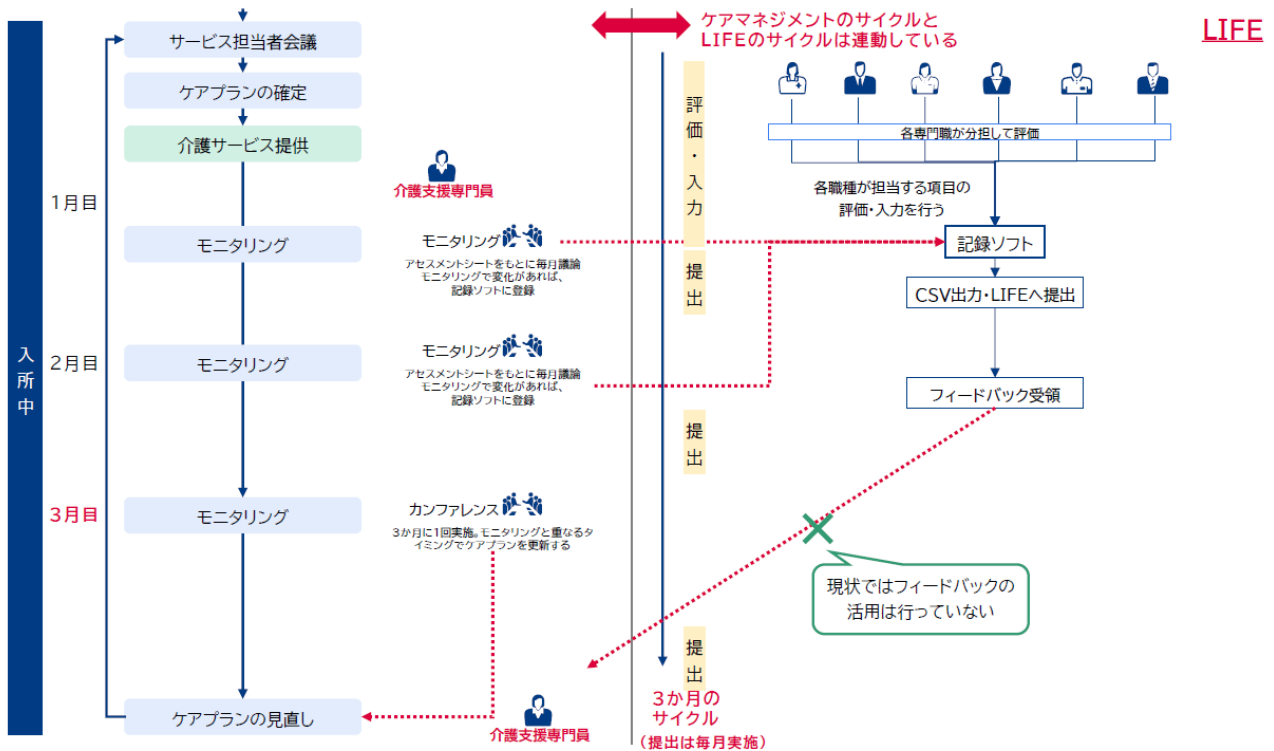 ケアマネジメントのサイクルと
LIFEのサイクルは連動している
LIFE
入所中
サービス担当者会議
ケアプランの確定
介護サービス提供
1月目
介護支援専門員
モニタリング
モニタリング
アセスメントシートをもとに毎月議論
モニタリングで変化があれば、
記録ソフトに登録
2月目
モニタリング
モニタリング
アセスメントシートをもとに毎月議論
モニタリングで変化があれば、
記録ソフトに登録
3月目
モニタリング
カンファレンス
3か月に1回実施。モニタリングと重なるタ
イミングでケアプランを更新する
ケアプランの見直し
介護支援専門員
評価・入力
提出
提出
提出
3か月の
サイクル
(提出は毎月実施)
各専門職が分担して評価
各職種が担当する項目の
評価・入力を行う
記録ソフト
CSV出力・LIFEへ提出
フィードバック受領
現状ではフィードバックの
活用は行っていない